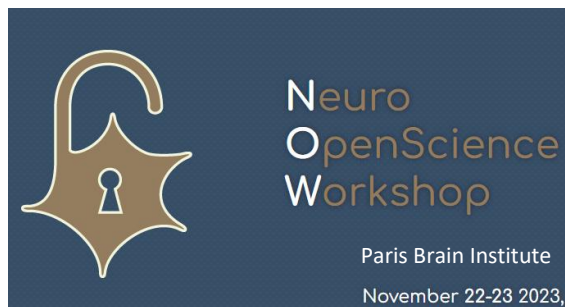 Neuro
OpenScience
Workshop
Paris Brain Institute
November 22-23 2023,